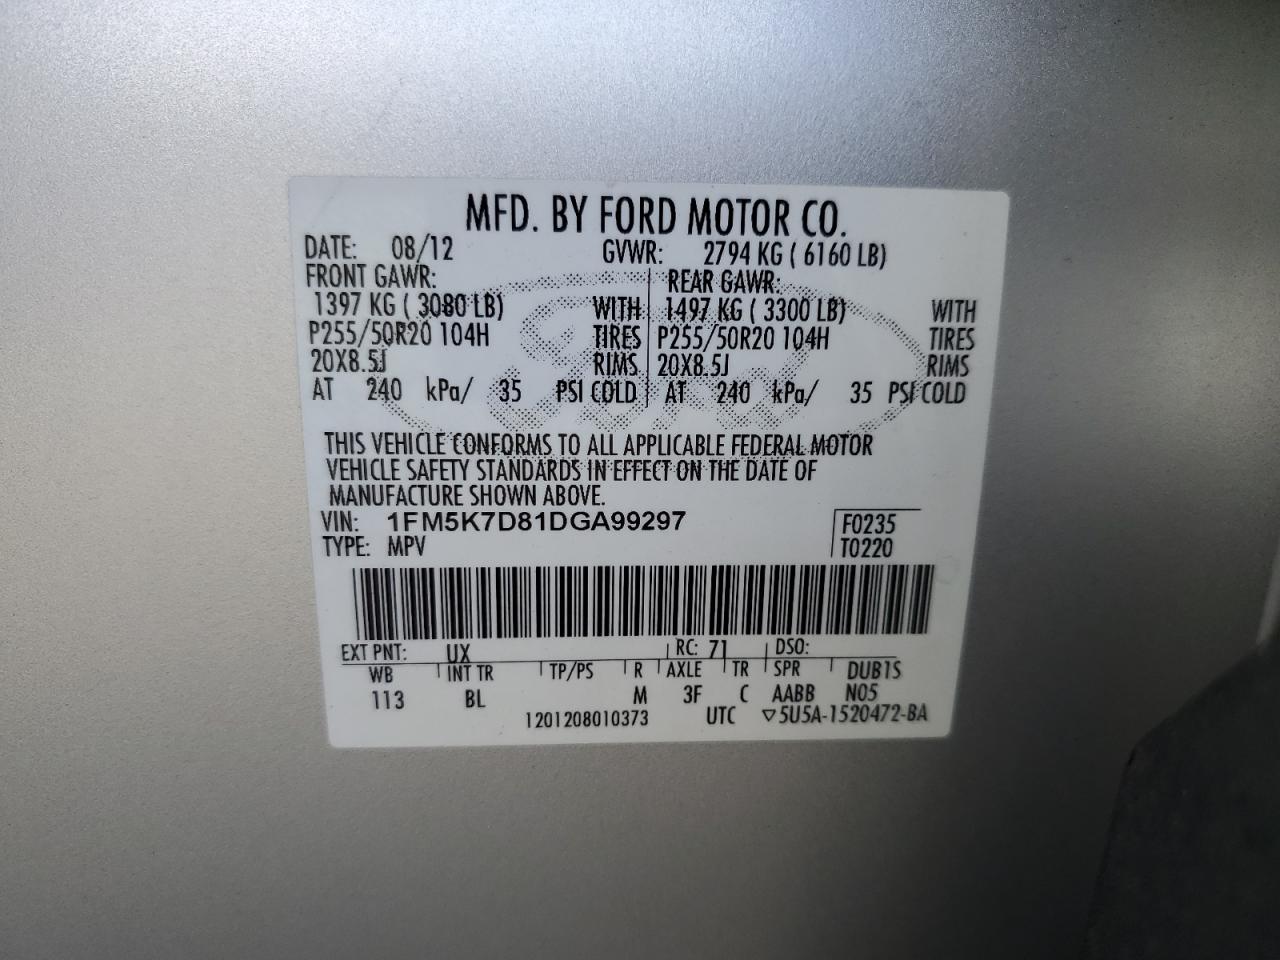 MFD. BY FORD MOTOR CO.
DATE: 08/12 GVWR: 2794 KG ( 6160 LB)
FRONT GAWR: REAR GAWR:
1397 KG ( 3080 LB) WITH 1497 KG ( 3300 LB) WITH
P255/50R20 104H TIRES P255/50R20 104H TIRES
20X8.5J RIMS 20X8.5J RIMS
AT 240 kPa/ 35 PSI COLD AT 240 kPa/ 35 PSI COLD
Ford
THIS VEHICLE CONFORMS TO ALL APPLICABLE FEDERAL MOTOR
VEHICLE SAFETY STANDARDS IN EFFECT ON THE DATE OF
MANUFACTURE SHOWN ABOVE.
VIN: 1FM5K7D81DGA99297 F0235
TYPE: MPV T0220
EXT PNT: UX RC: 71 DSO:
WB INT TR TP/PS R AXLE TR SPR DUB1S
113 BL M 3F C AABB N05
1201208010373 UTC ▽5U5A-1520472-BA